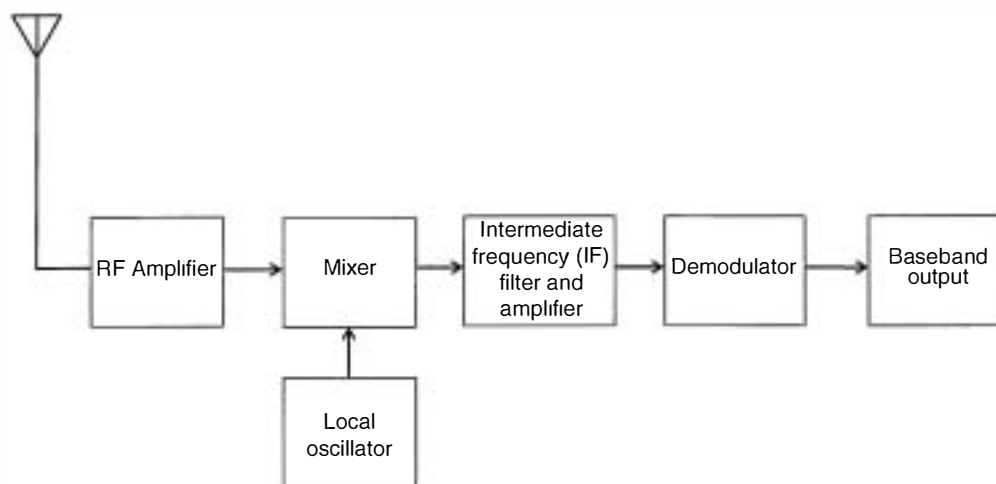 RF Amplifier
Mixer
Intermediate
frequency (IF)
filter and
amplifier
Demodulator
Baseband
output
Local
oscillator